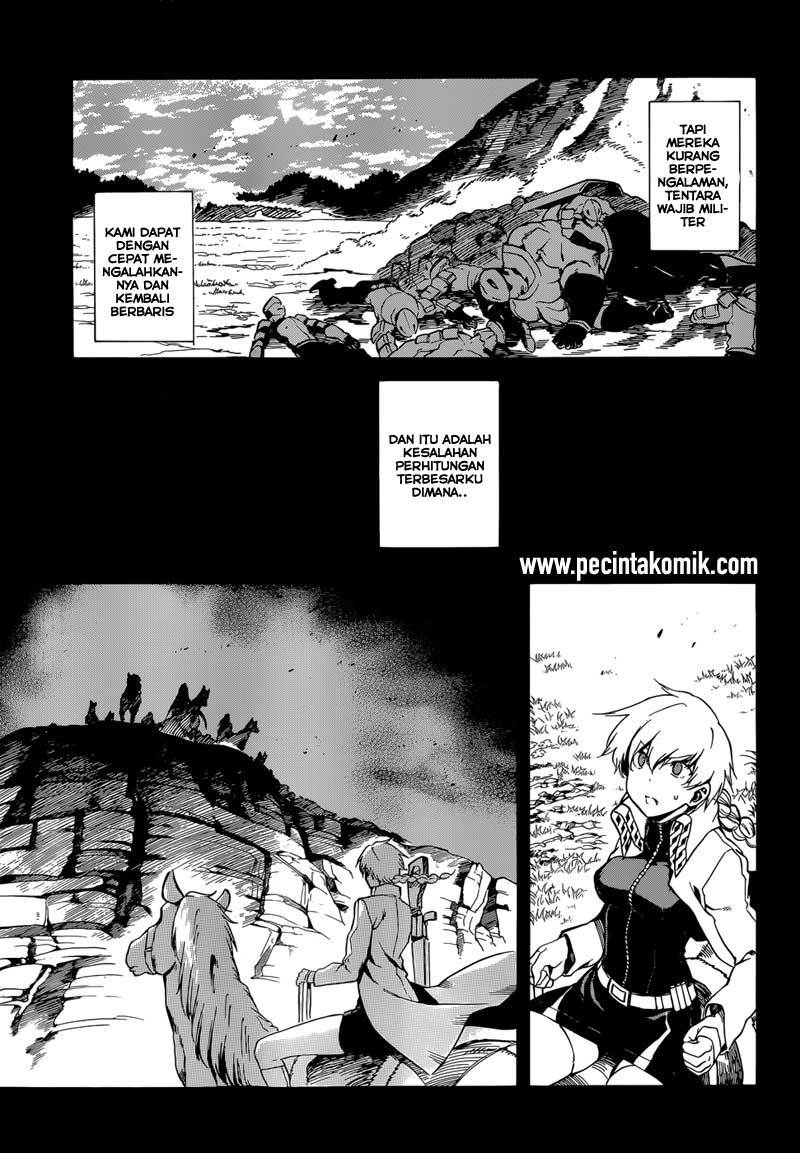 TAPI
MEREKA
KURANG
BERPE-
NGALAMAN,
TENTARA
WAJIB MILI-
TER
KAMI DAPAT
DENGAN
CEPAT ME-
NGALAHKAN-
NYA DAN
KEMBALI
BERBARIS
DAN ITU ADALAH
KESALAHAN
PERHITUNGAN
TERBESARKU
DIMANA..
www.pecintakomik.com